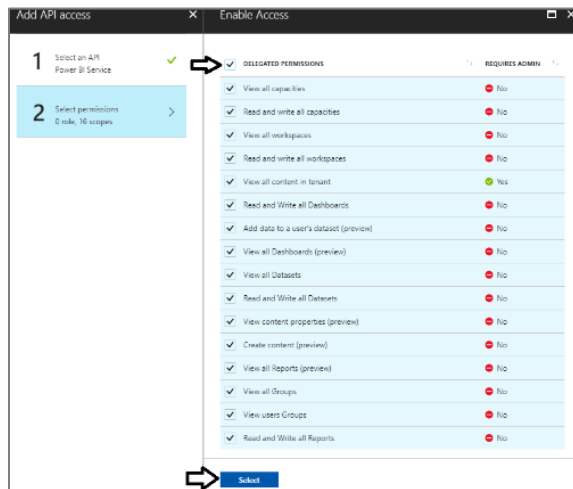 Add API access
Enable Access
1
Select an API
Power BI Service
2
Select permissions
0 role, 16 scopes
DELEGATED PERMISSIONS REQUIRES ADMIN
View all capacities No
Read and write all capacities No
View all workspaces No
Read and write all workspaces No
View all content in tenant Yes
Read and Write all Dashboards No
Add data to a user's dataset (preview) No
View all Dashboards (preview) No
View all Datasets No
Read and Write all Datasets No
View content properties (preview) No
Create content (preview) No
View all Reports (preview) No
View all Groups No
View users Groups No
Read and Write all Reports No
Select